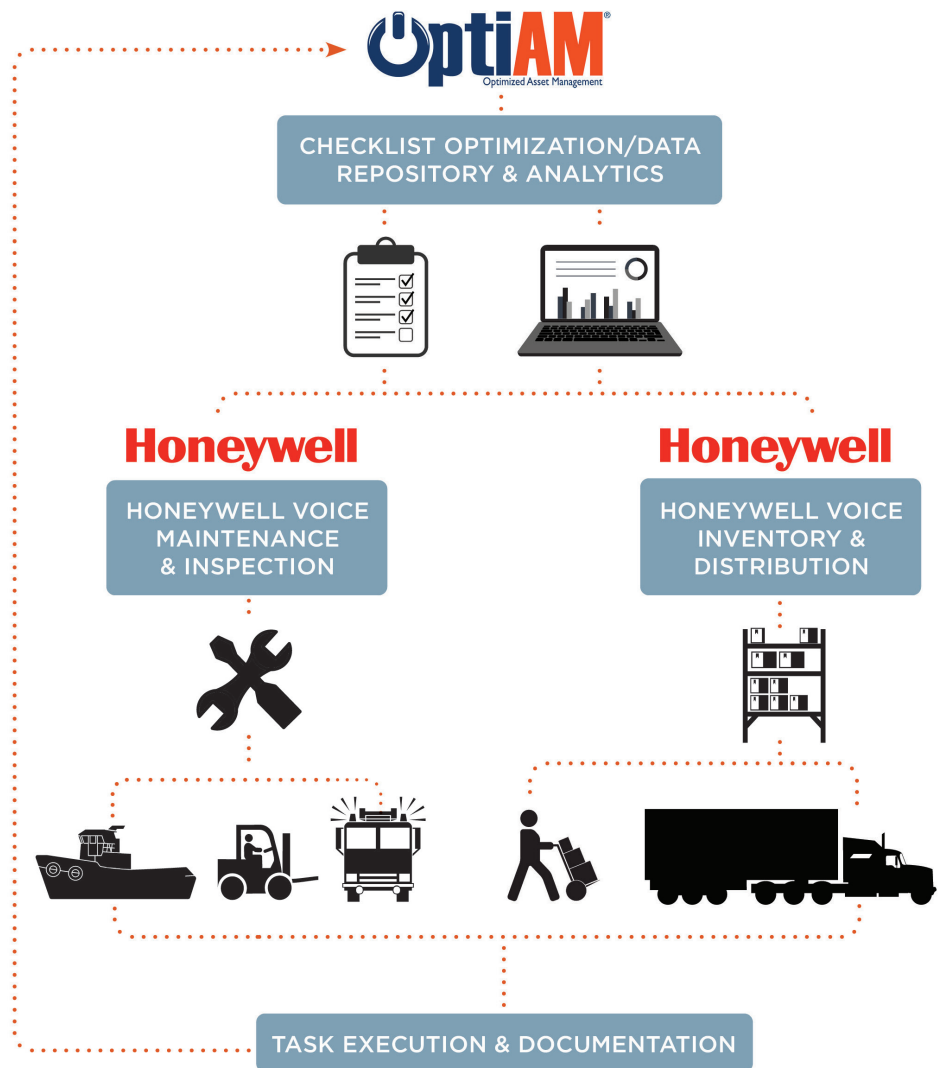 OptiAM®
Optimized Asset Management
CHECKLIST OPTIMIZATION/DATA
REPOSITORY & ANALYTICS
Honeywell
HONEYWELL VOICE
MAINTENANCE
& INSPECTION
Honeywell
HONEYWELL VOICE
INVENTORY &
DISTRIBUTION
TASK EXECUTION & DOCUMENTATION